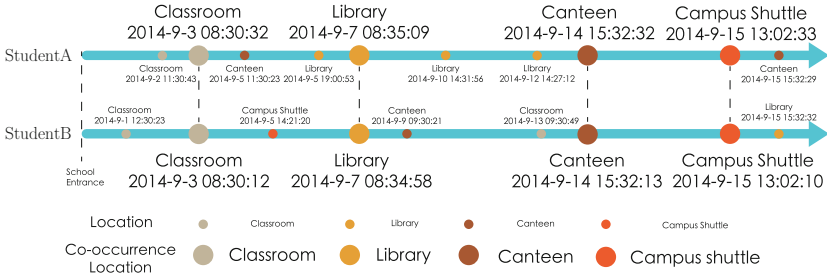 Classroom
2014-9-3 08:30:32
Library
2014-9-7 08:35:09
Canteen
2014-9-14 15:32:32
Campus Shuttle
2014-9-15 13:02:33
StudentA
Classroom
2014-9-2 11:30:43
Canteen
2014-9-5 11:30:23
Library
2014-9-5 19:00:53
Library
2014-9-10 14:31:56
Library
2014-9-12 14:27:12
Canteen
2014-9-15 15:32:29
Classroom
2014-9-1 12:30:23
Campus Shuttle
2014-9-5 14:21:20
Canteen
2014-9-9 09:30:21
Classroom
2014-9-13 09:30:49
Library
2014-9-15 15:32:32
StudentB
School
Entrance
Classroom
2014-9-3 08:30:12
Library
2014-9-7 08:34:58
Canteen
2014-9-14 15:32:13
Campus Shuttle
2014-9-15 13:02:10
Location
Classroom
Library
Canteen
Campus Shuttle
Co-occurrence
Location
Classroom
Library
Canteen
Campus shuttle